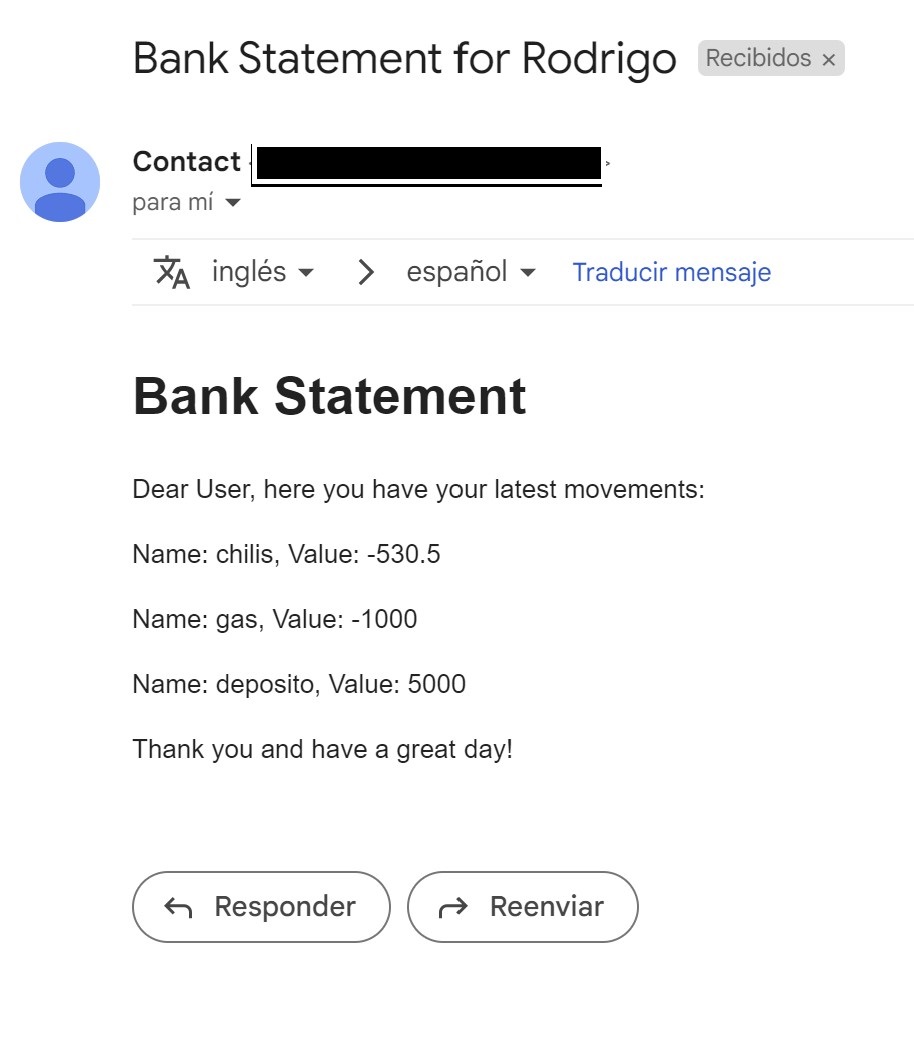 Bank Statement for Rodrigo Recibidos ×
Contact
para mí
inglés español Traducir mensaje
Bank Statement
Dear User, here you have your latest movements:
Name: chilis, Value: -530.5
Name: gas, Value: -1000
Name: deposito, Value: 5000
Thank you and have a great day!
Responder Reenviar